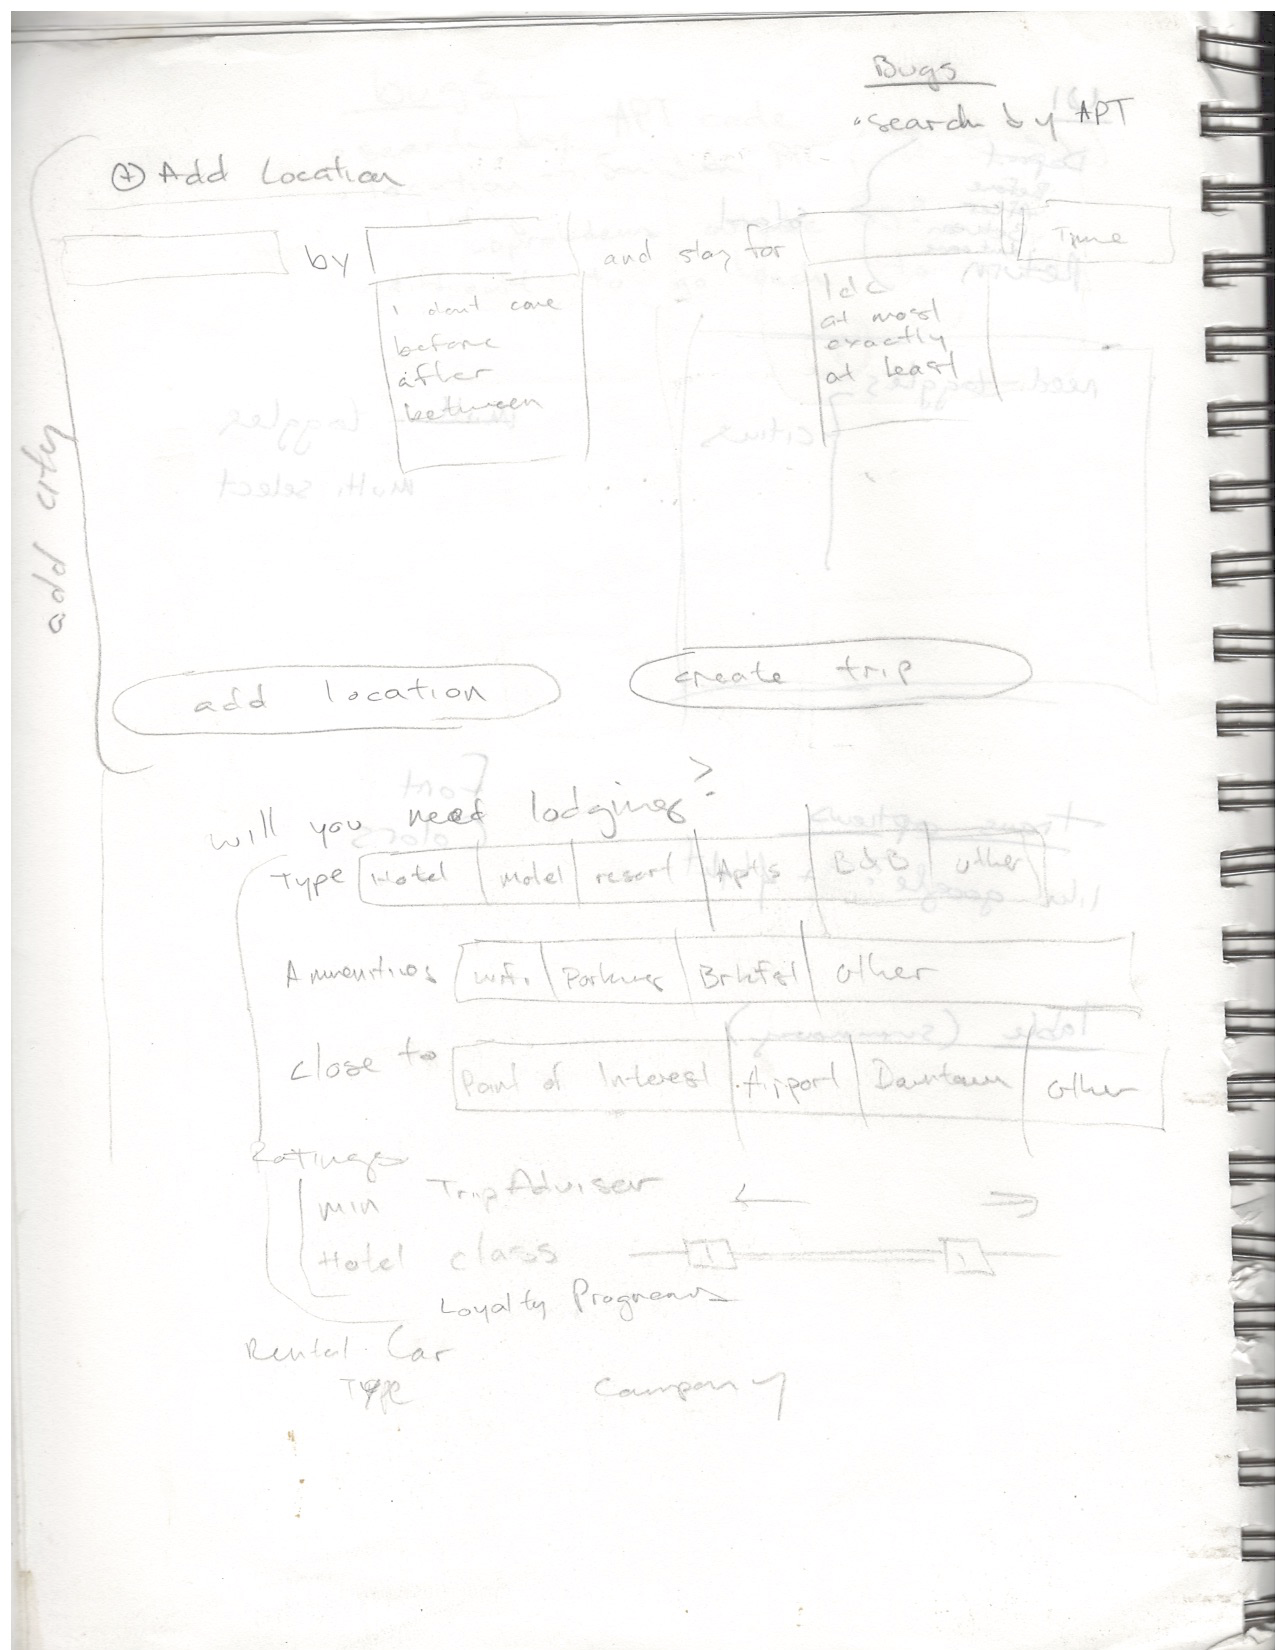 Bugs
• search by APT
+ Add Location
by
and stay for
Time
i dont care
before
after
between
Idc
at most
exactly
at least
add city
add location
create trip
will you need lodging?
Type Hotel Motel resort Apts B&B other
Ammenities wifi Parking Brkfst other
close to Point of Interest Airport Downtown other
Ratings
min TripAdvisor
Hotel class
Loyalty Programs
Rental Car
Type Company